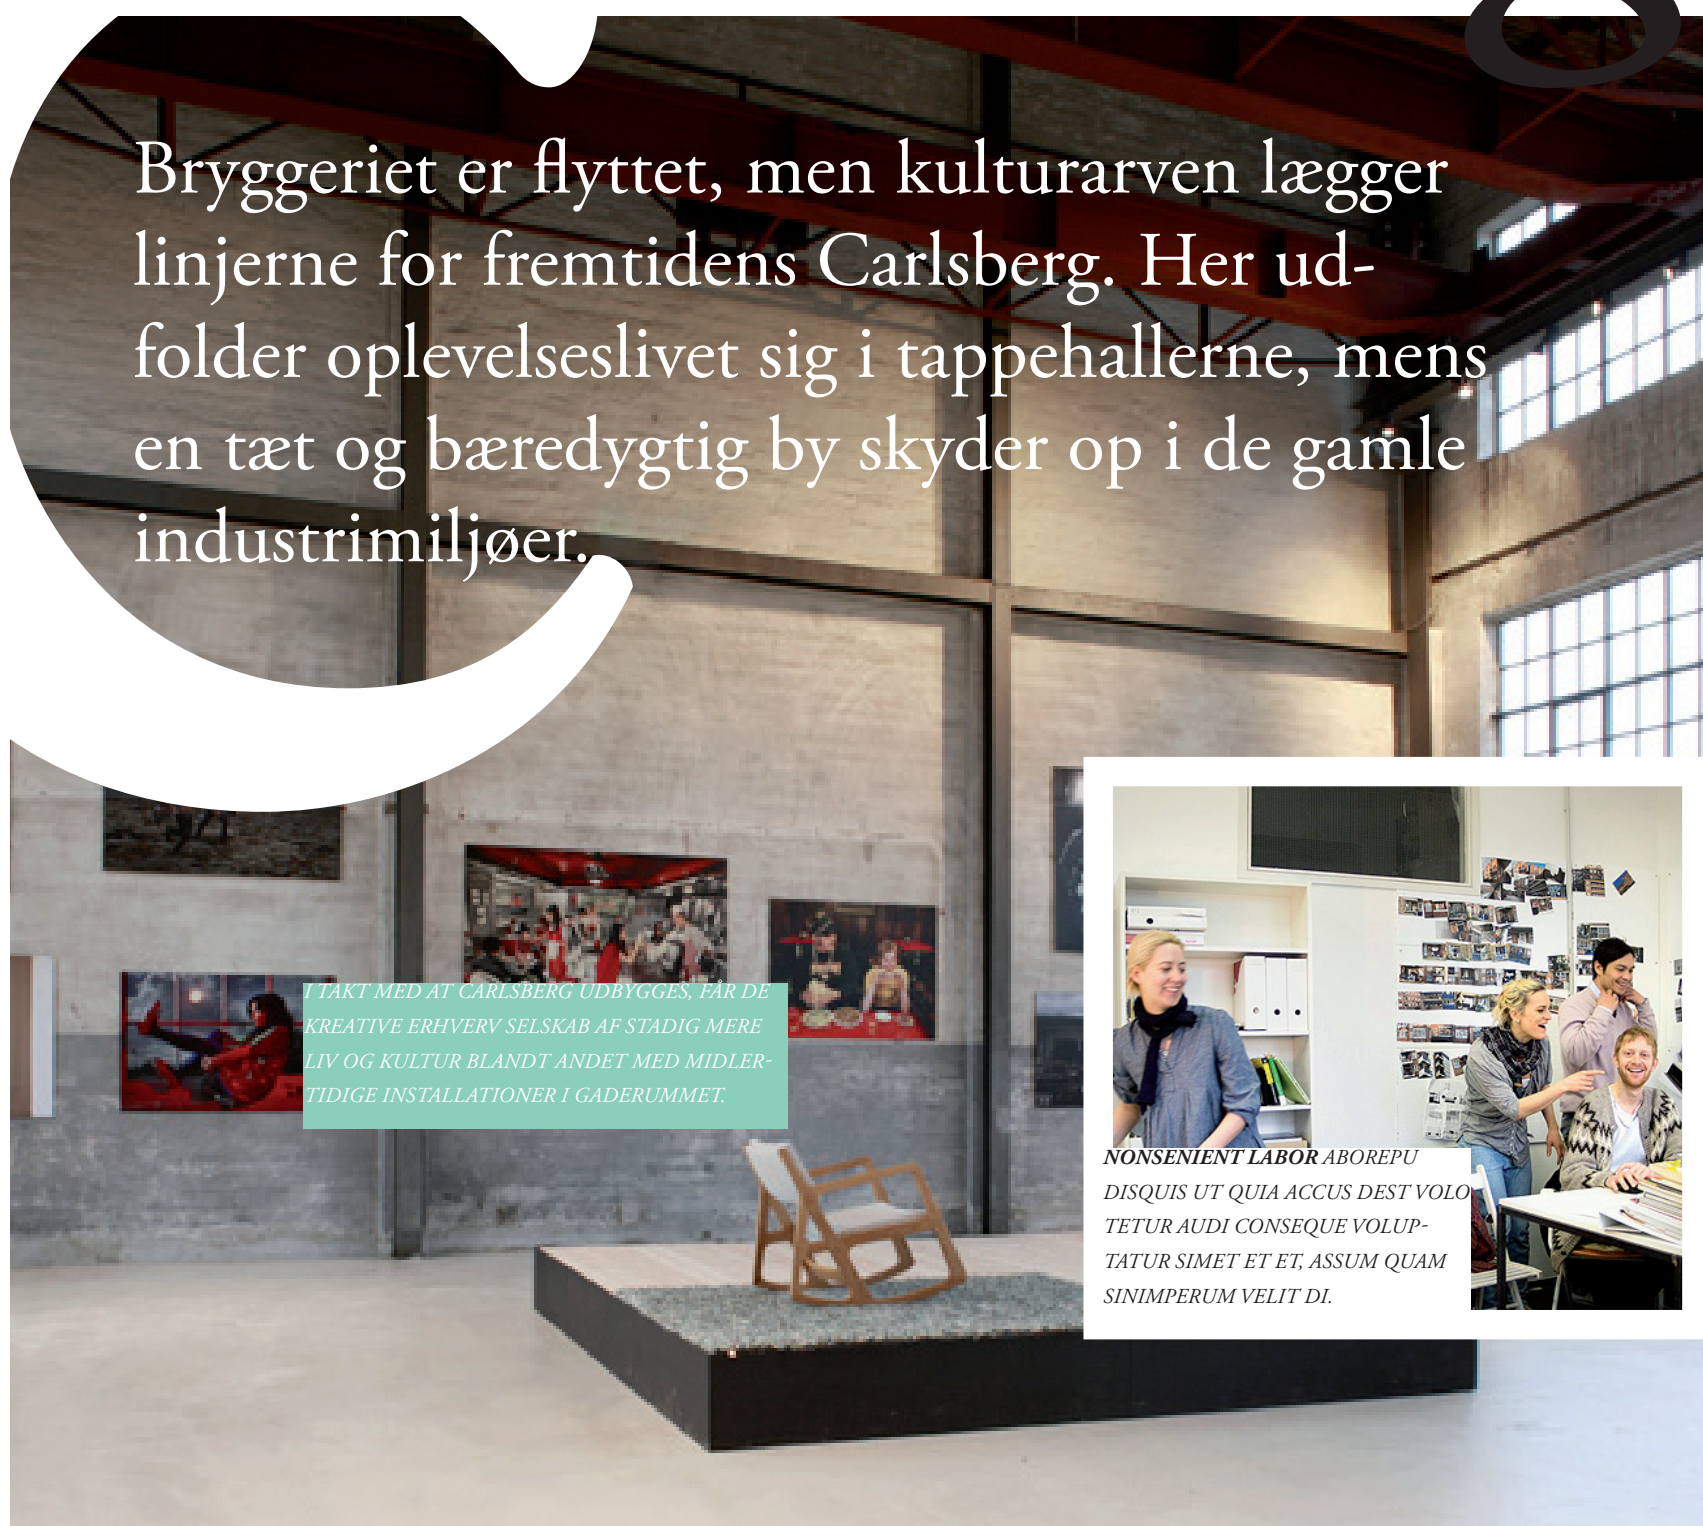 Bryggeriet er flyttet, men kulturarven lægger
linjerne for fremtidens Carlsberg. Her ud-
folder oplevelseslivet sig i tappehallerne, mens
en tæt og bæredygtig by skyder op i de gamle
industrimiljøer.
I TAKT MED AT CARLSBERG UDBYGGES, FÅR DE
KREATIVE ERHVERV SELSKAB AF STADIG MERE
LIV OG KULTUR BLANDT ANDET MED MIDLER-
TIDIGE INSTALLATIONER I GADERUMMET.
NONSENIENT LABOR ABOREPU
DISQUIS UT QUIA ACCUS DEST VOLO
TETUR AUDI CONSEQUE VOLUP-
TATUR SIMET ET ET, ASSUM QUAM
SINIMPERUM VELIT DI.